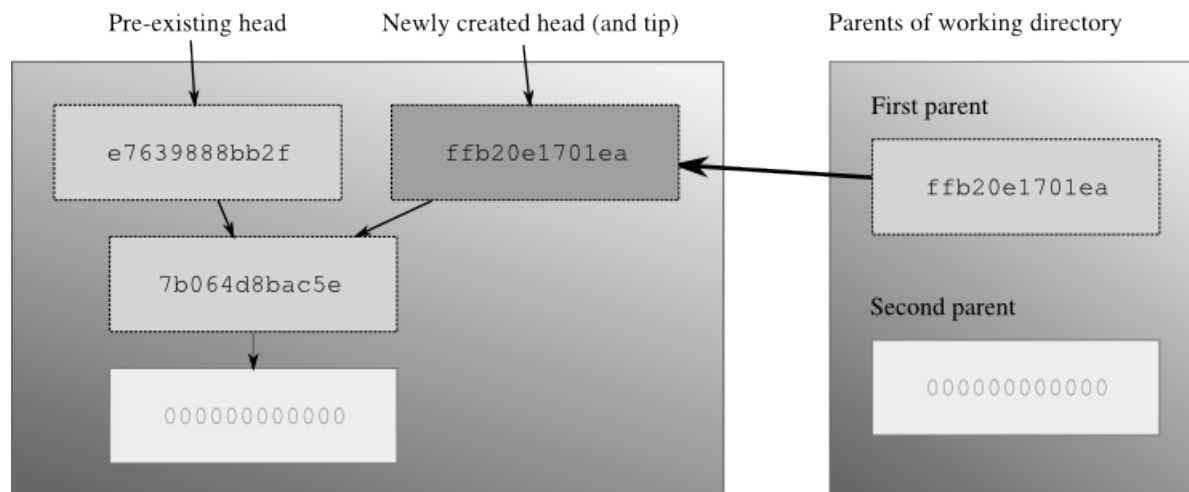 Pre-existing head
Newly created head (and tip)
Parents of working directory
First parent
e7639888bb2f
ffb20e1701ea
ffb20e1701ea
7b064d8bac5e
Second parent
000000000000
000000000000